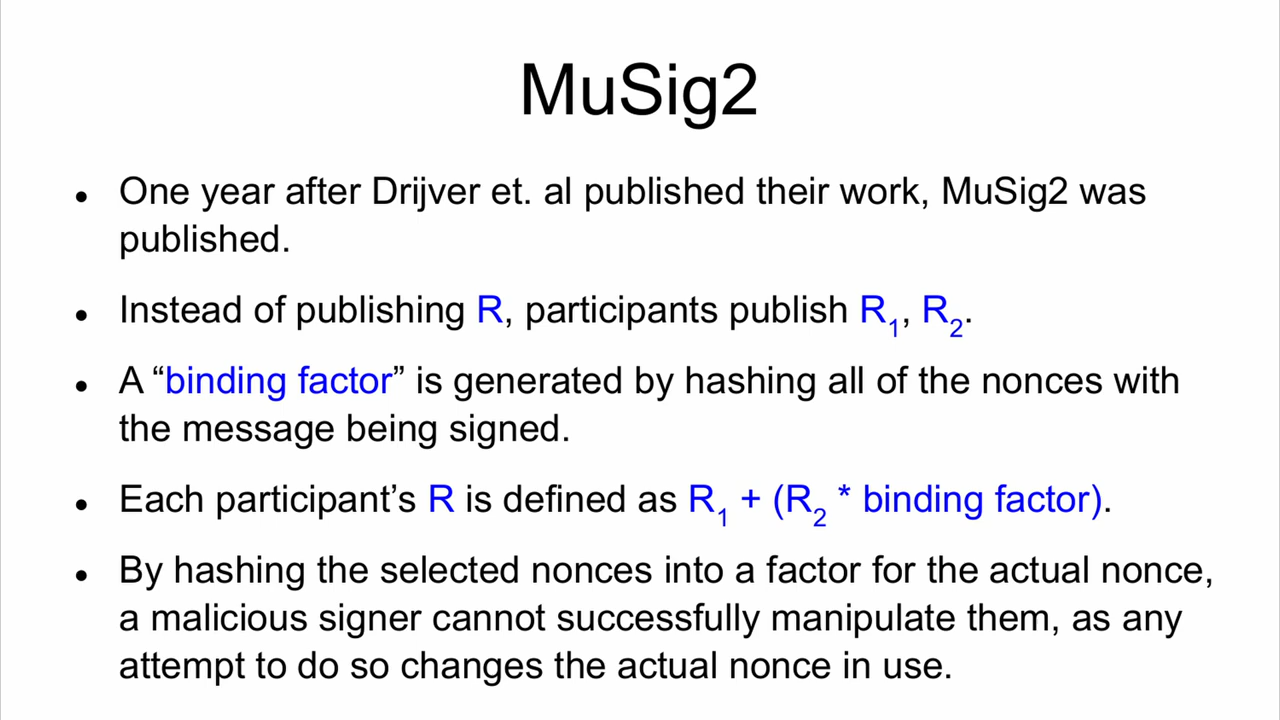 MuSig2
● One year after Drijver et. al published their work, MuSig2 was
published.
● Instead of publishing R, participants publish R1, R2.
● A “binding factor” is generated by hashing all of the nonces with
the message being signed.
● Each participant’s R is defined as R1 + (R2 * binding factor).
● By hashing the selected nonces into a factor for the actual nonce,
a malicious signer cannot successfully manipulate them, as any
attempt to do so changes the actual nonce in use.